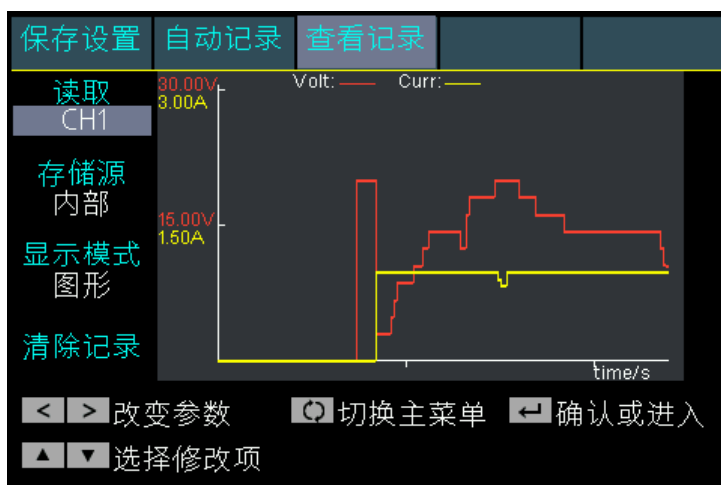 保存设置 自动记录 查看记录
读取
CH1
存储源
内部
显示模式
图形
清除记录
30.00V
3.00A
Volt: Curr:
15.00V
1.50A
time/s
< > 改变参数 切换主菜单 确认或进入
▲ ▼ 选择修改项